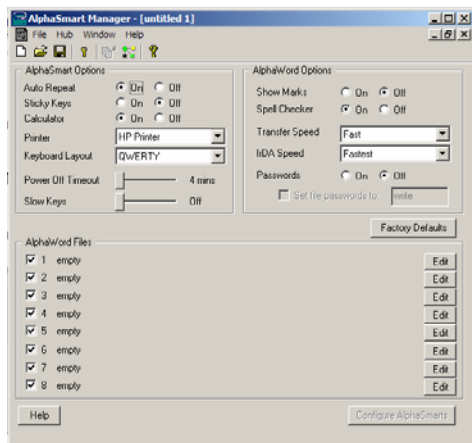 AlphaSmart Manager - [untitled 1]
File Hub Window Help
AlphaSmart Options
Auto Repeat On Off
Sticky Keys On Off
Calculator On Off
Printer HP Printer
Keyboard Layout QWERTY
Power Off Timeout 4 mins
Slow Keys Off
AlphaWord Options
Show Marks On Off
Spell Checker On Off
Transfer Speed Fast
IrDA Speed Fastest
Passwords On Off
Set file passwords to: write
Factory Defaults
AlphaWord Files
1 empty Edit
2 empty Edit
3 empty Edit
4 empty Edit
5 empty Edit
6 empty Edit
7 empty Edit
8 empty Edit
Help Configure AlphaSmarts